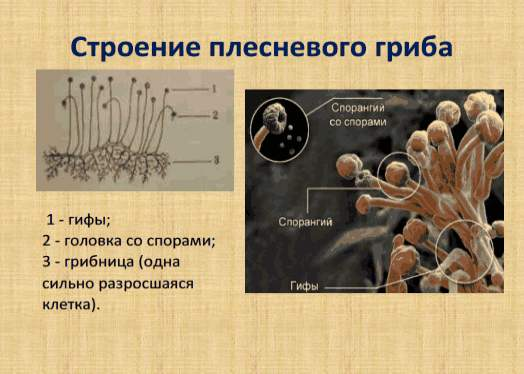 Строение плесневого гриба
1
2
3
1 - гифы;
2 - головка со спорами;
3 - грибница (одна
сильно разросшаяся
клетка).
Спорангий
со спорами
Спорангий
Гифы